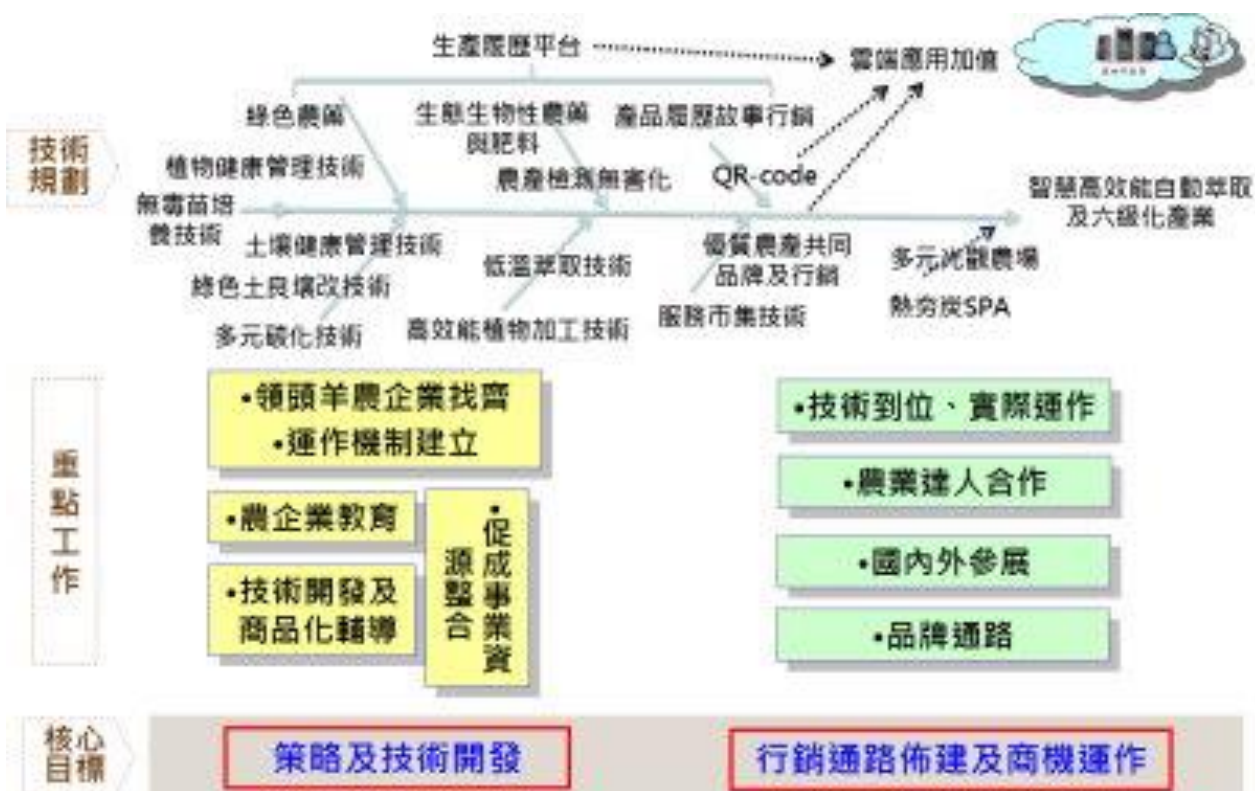 生產履歷平台
雲端應用加值
綠色農藥
生態生物性農藥
與肥料
產品履歷故事行銷
技術
規劃
植物健康管理技術
農產檢測無害化
QR-code
無毒苗培
養技術
智慧高效能自動萃取
及六級化產業
土壤健康管理技術
低溫萃取技術
優質農產共同
品牌及行銷
多元光觀農場
綠色土良壤改技術
服務市集技術
熱夯炭SPA
多元碳化技術
高效能植物加工技術
重
點
工
作
•領頭羊農企業找齊
•運作機制建立
•農企業教育
•技術開發及
商品化輔導
•促成事業資
源整合
•技術到位、實際運作
•農業達人合作
•國內外參展
•品牌通路
核心
目標
策略及技術開發
行銷通路佈建及商機運作